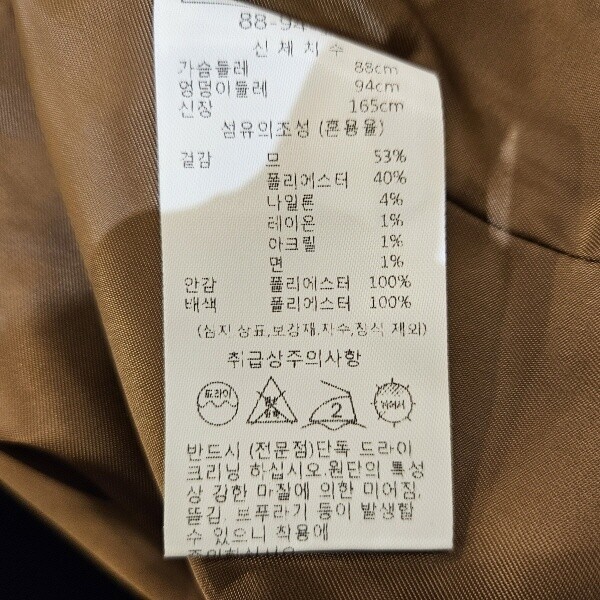 신체치수
가슴둘레 88cm
엉덩이둘레 94cm
신장 165cm
섬유의조성 (혼용율)
겉감 모 53%
폴리에스터 40%
나일론 4%
레이온 1%
아크릴 1%
면 1%
안감 폴리에스터 100%
배색 폴리에스터 100%
(심지,상표,보강재,자수,장식 제외)
취급상주의사항
드라이
2
반드시 (전문점)단독 드라이
크리닝 하십시오.원단의 특성
상 강한 마찰에 의한 미어짐,
뜯김, 보푸라기 등이 발생할
수 있으니 착용에